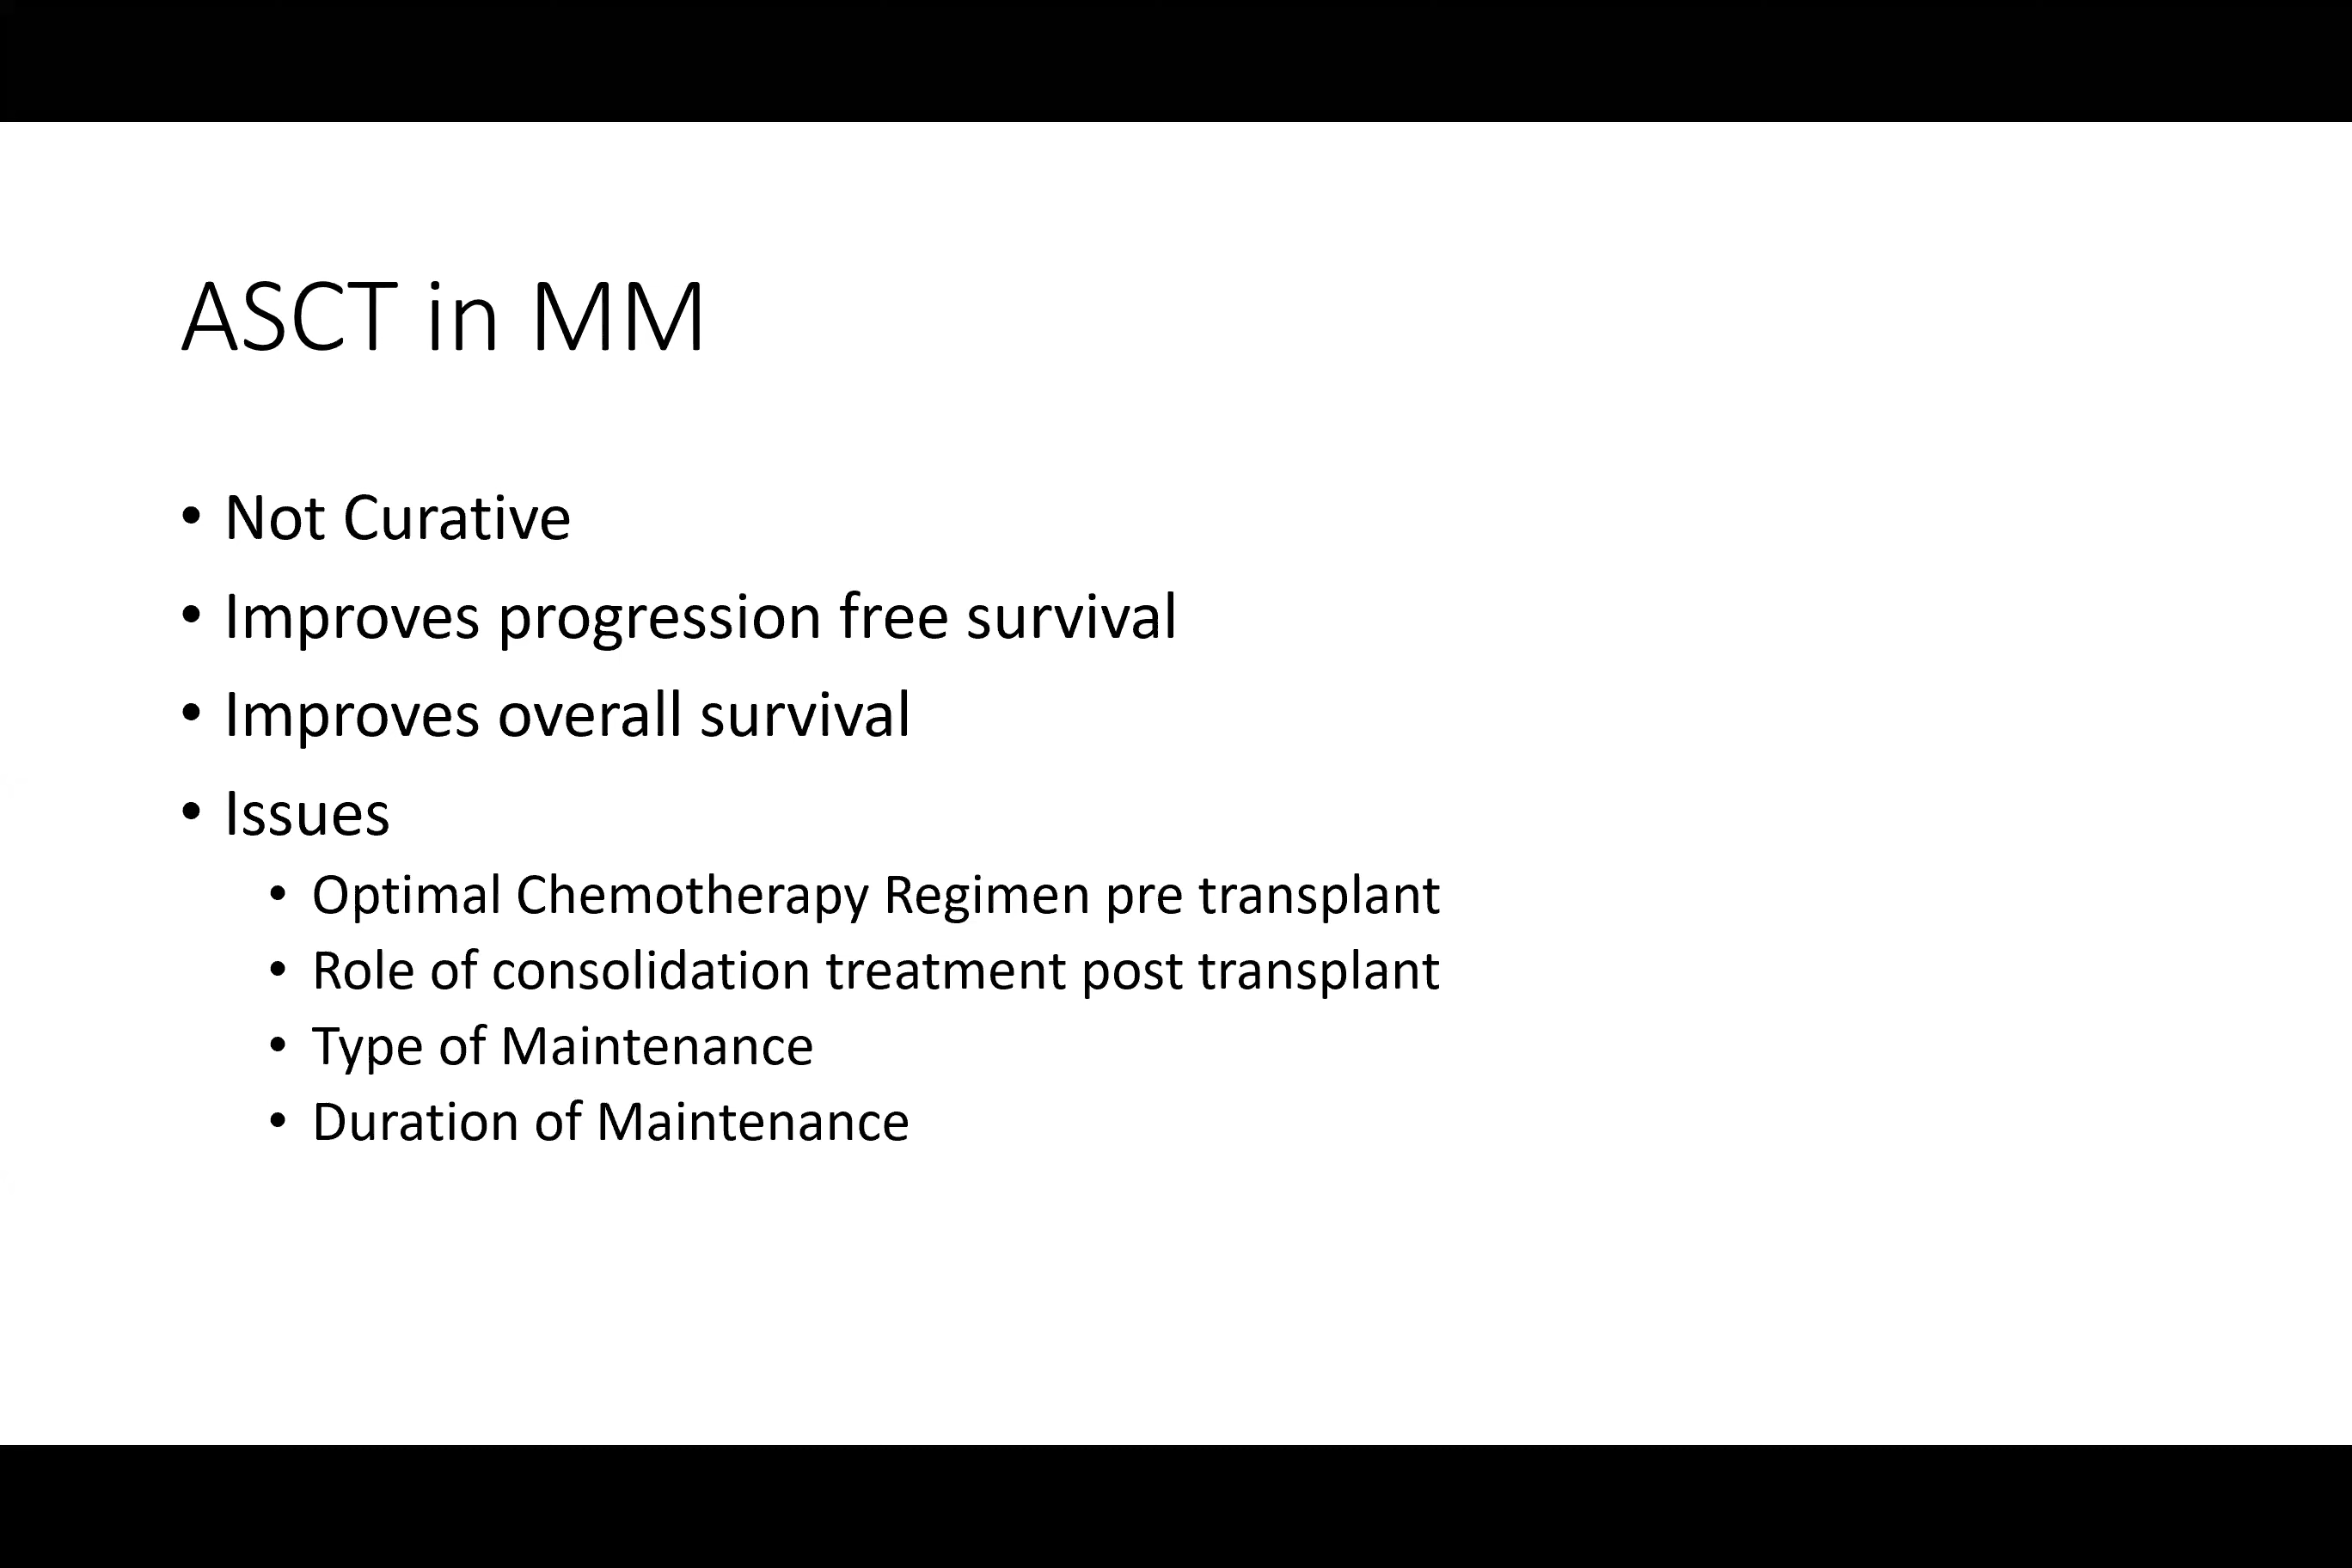 ASCT in MM
• Not Curative
• Improves progression free survival
• Improves overall survival
• Issues
• Optimal Chemotherapy Regimen pre transplant
• Role of consolidation treatment post transplant
• Type of Maintenance
• Duration of Maintenance